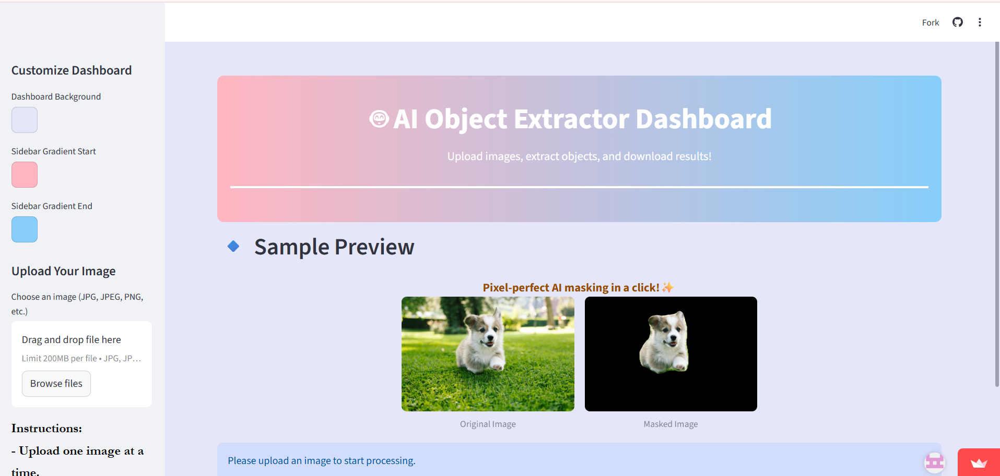 Fork
Customize Dashboard
Dashboard Background
Sidebar Gradient Start
Sidebar Gradient End
Upload Your Image
Choose an image (JPG, JPEG, PNG,
etc.)
Drag and drop file here
Limit 200MB per file • JPG, JP…
Browse files
Instructions:
- Upload one image at a
time.
AI Object Extractor Dashboard
Upload images, extract objects, and download results!
Sample Preview
Pixel-perfect AI masking in a click! ✨
Original Image
Masked Image
Please upload an image to start processing.